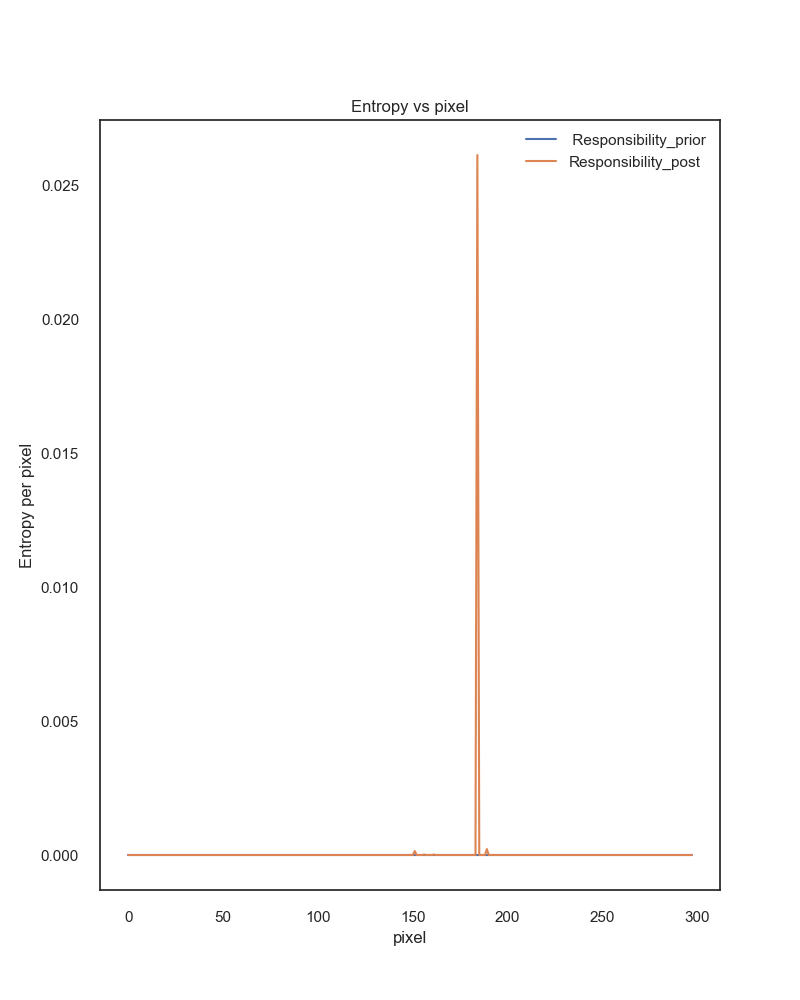 Entropy vs pixel
Responsibility_prior
Responsibility_post
0.025
0.020
0.015
0.010
0.005
0.000
Entropy per pixel
0 50 100 150 200 250 300
pixel